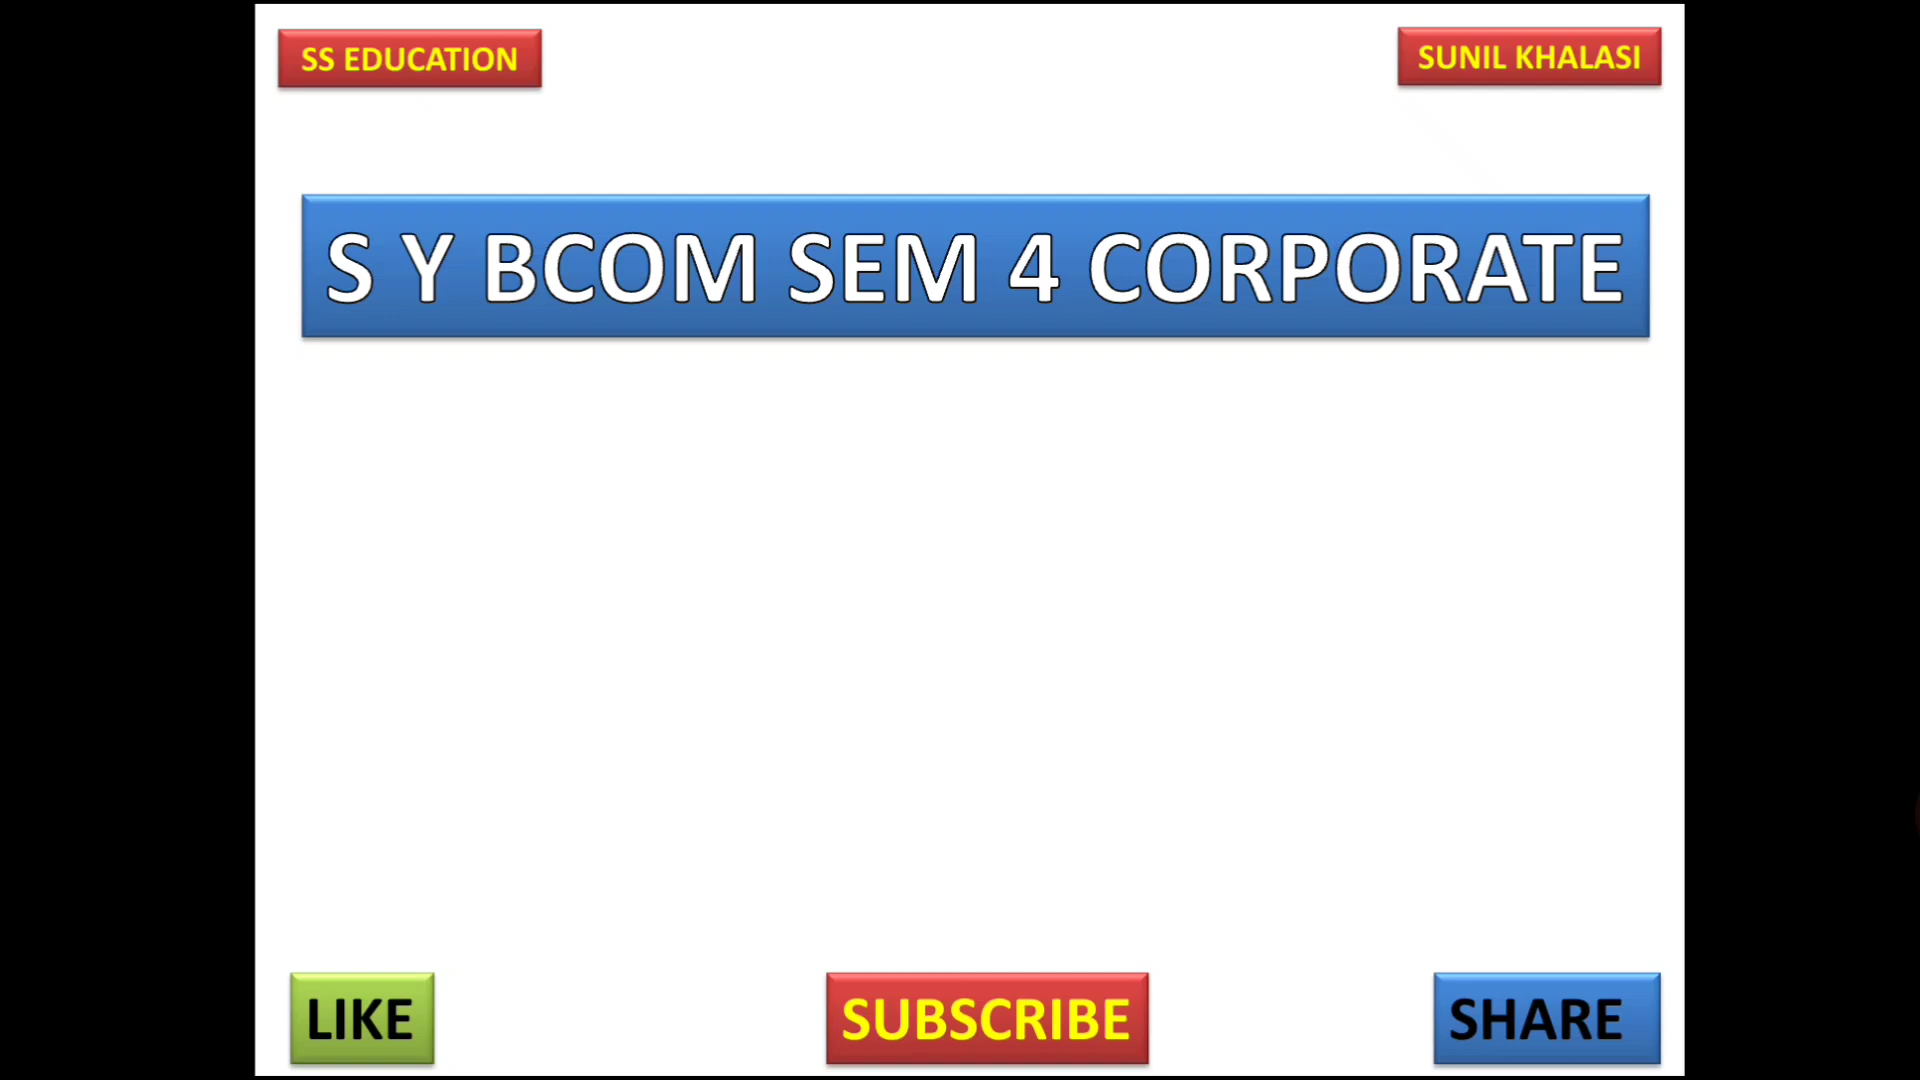 SS EDUCATION
SUNIL KHALASI
S Y BCOM SEM 4 CORPORATE
LIKE
SUBSCRIBE
SHARE